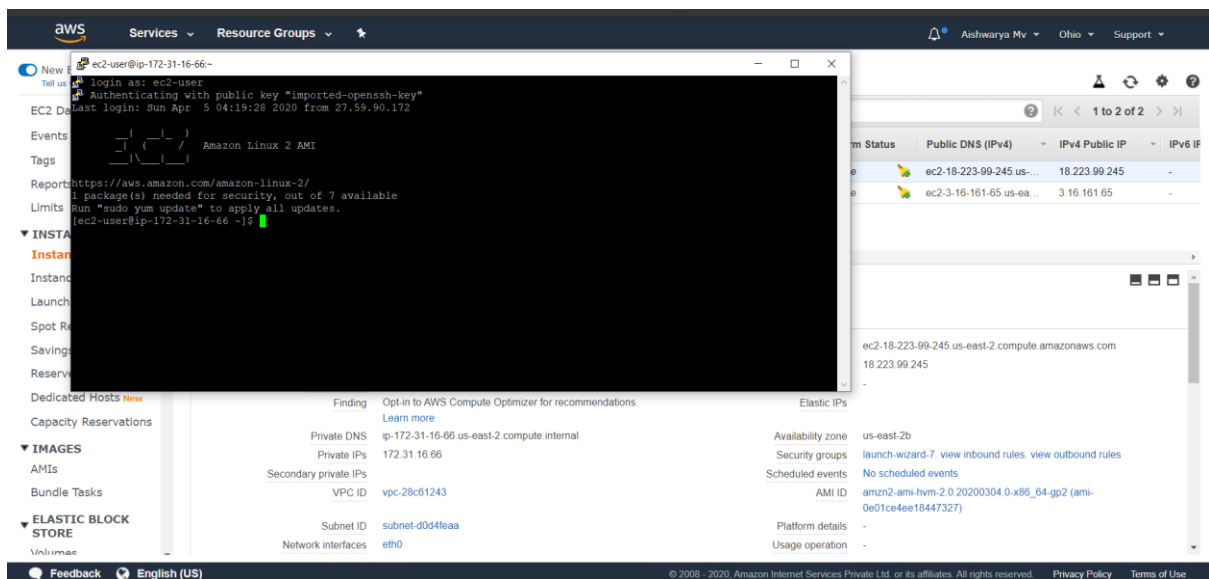 aws Services Resource Groups Aishwarya Mv Ohio Support
ec2-user@ip-172-31-16-66:~
login as: ec2-user
Authenticating with public key "imported-openssh-key"
Last login: Sun Apr 5 04:19:28 2020 from 27.59.90.172
__| __|_ )
_| ( / Amazon Linux 2 AMI
___|\___|___|
https://aws.amazon.com/amazon-linux-2/
1 package(s) needed for security, out of 7 available
Run "sudo yum update" to apply all updates.
[ec2-user@ip-172-31-16-66 ~]$
New
Tell us
EC2 Da
Events
Tags
Reports
Limits
INSTA
Instan
Instanc
Launch
Spot Re
Savings
Reserve
Dedicated Hosts New
Capacity Reservations
IMAGES
AMIs
Bundle Tasks
ELASTIC BLOCK
STORE
Volumes
1 to 2 of 2
m Status Public DNS (IPv4) IPv4 Public IP IPv6 IP
e ec2-18-223-99-245.us-... 18.223.99.245 -
e ec2-3-16-161-65.us-ea... 3.16.161.65 -
ec2-18-223-99-245.us-east-2.compute.amazonaws.com
18.223.99.245
-
Finding Opt-in to AWS Compute Optimizer for recommendations. Elastic IPs
Learn more
Private DNS ip-172-31-16-66.us-east-2.compute.internal Availability zone us-east-2b
Private IPs 172.31.16.66 Security groups launch-wizard-7. view inbound rules. view outbound rules
Secondary private IPs Scheduled events No scheduled events
VPC ID vpc-28c61243 AMI ID amzn2-ami-hvm-2.0.20200304.0-x86_64-gp2 (ami-
0e01ce4ee18447327)
Subnet ID subnet-d0d4feaa Platform details -
Network interfaces eth0 Usage operation -
Feedback English (US) © 2008 - 2020, Amazon Internet Services Private Ltd. or its affiliates. All rights reserved. Privacy Policy Terms of Use